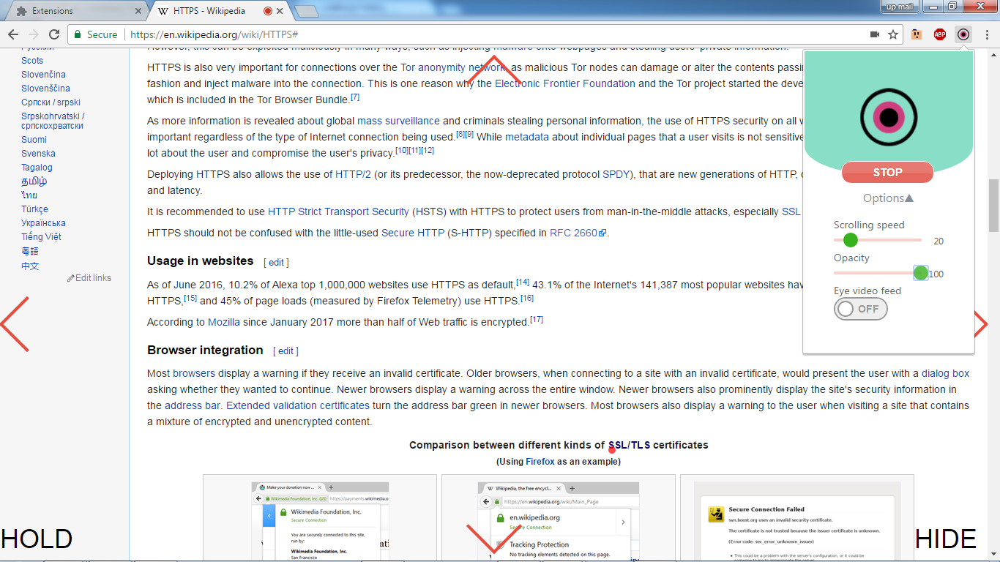 Extensions
HTTPS - Wikipedia
up mail
Secure
https://en.wikipedia.org/wiki/HTTPS#
ABP
Русский
Scots
Slovenčina
Slovenščina
Српски / srpski
Srpskohrvatski /
српскохрватски
Suomi
Svenska
Tagalog
தமிழ்
ไทย
Türkçe
Українська
Tiếng Việt
粵語
中文
Edit links
However, this can be exploited maliciously in many ways, such as injecting malware onto webpages and stealing users' private information.
HTTPS is also very important for connections over the Tor anonymity network, as malicious Tor nodes can damage or alter the contents passi
fashion and inject malware into the connection. This is one reason why the Electronic Frontier Foundation and the Tor project started the deve
which is included in the Tor Browser Bundle.[7]
As more information is revealed about global mass surveillance and criminals stealing personal information, the use of HTTPS security on all w
important regardless of the type of Internet connection being used.[8][9] While metadata about individual pages that a user visits is not sensitive
lot about the user and compromise the user's privacy.[10][11][12]
Deploying HTTPS also allows the use of HTTP/2 (or its predecessor, the now-deprecated protocol SPDY), that are new generations of HTTP,
and latency.
It is recommended to use HTTP Strict Transport Security (HSTS) with HTTPS to protect users from man-in-the-middle attacks, especially SSL
HTTPS should not be confused with the little-used Secure HTTP (S-HTTP) specified in RFC 2660.
Usage in websites [ edit ]
As of June 2016, 10.2% of Alexa top 1,000,000 websites use HTTPS as default,[14] 43.1% of the Internet's 141,387 most popular websites hav
HTTPS,[15] and 45% of page loads (measured by Firefox Telemetry) use HTTPS.[16]
According to Mozilla since January 2017 more than half of Web traffic is encrypted.[17]
Browser integration [ edit ]
Most browsers display a warning if they receive an invalid certificate. Older browsers, when connecting to a site with an invalid certificate, would present the user with a dialog box
asking whether they wanted to continue. Newer browsers display a warning across the entire window. Newer browsers also prominently display the site's security information in
the address bar. Extended validation certificates turn the address bar green in newer browsers. Most browsers also display a warning to the user when visiting a site that contains
a mixture of encrypted and unencrypted content.
Comparison between different kinds of SSL/TLS certificates
(Using Firefox as an example)
Make your donation now ...
Wikimedia Foundation, Inc. (US)
https://payments.wikimedia.o
Wikimedia Foundation, Inc.
Secure Connection
You are securely connected to this site,
run by:
Wikimedia Foundation, Inc.
San Francisco
Wikipedia, the free encycl...
https://en.wikipedia.org/wiki/Main_Page
en.wikipedia.org
Secure Connection
Tracking Protection
No tracking elements detected on this page.
Secure Connection Failed
svn.boost.org uses an invalid security certificate.
The certificate is not trusted because the issuer certificate is unknown.
(Error code: sec_error_unknown_issuer)
This could be a problem with the server's configuration, or it could be
STOP
Options
Scrolling speed
20
Opacity
100
Eye video feed
OFF
HOLD
HIDE